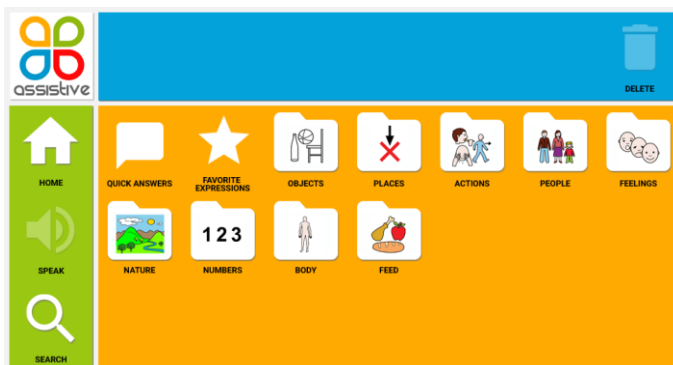 assistive
DELETE
HOME
SPEAK
SEARCH
QUICK ANSWERS
FAVORITE
EXPRESSIONS
OBJECTS
PLACES
ACTIONS
PEOPLE
FEELINGS
NATURE
123
NUMBERS
BODY
FEED